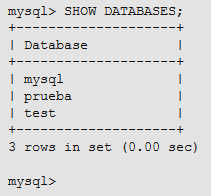 mysql> SHOW DATABASES;
+--------------------+
| Database           |
+--------------------+
| mysql              |
| prueba             |
| test               |
+--------------------+
3 rows in set (0.00 sec)
mysql>